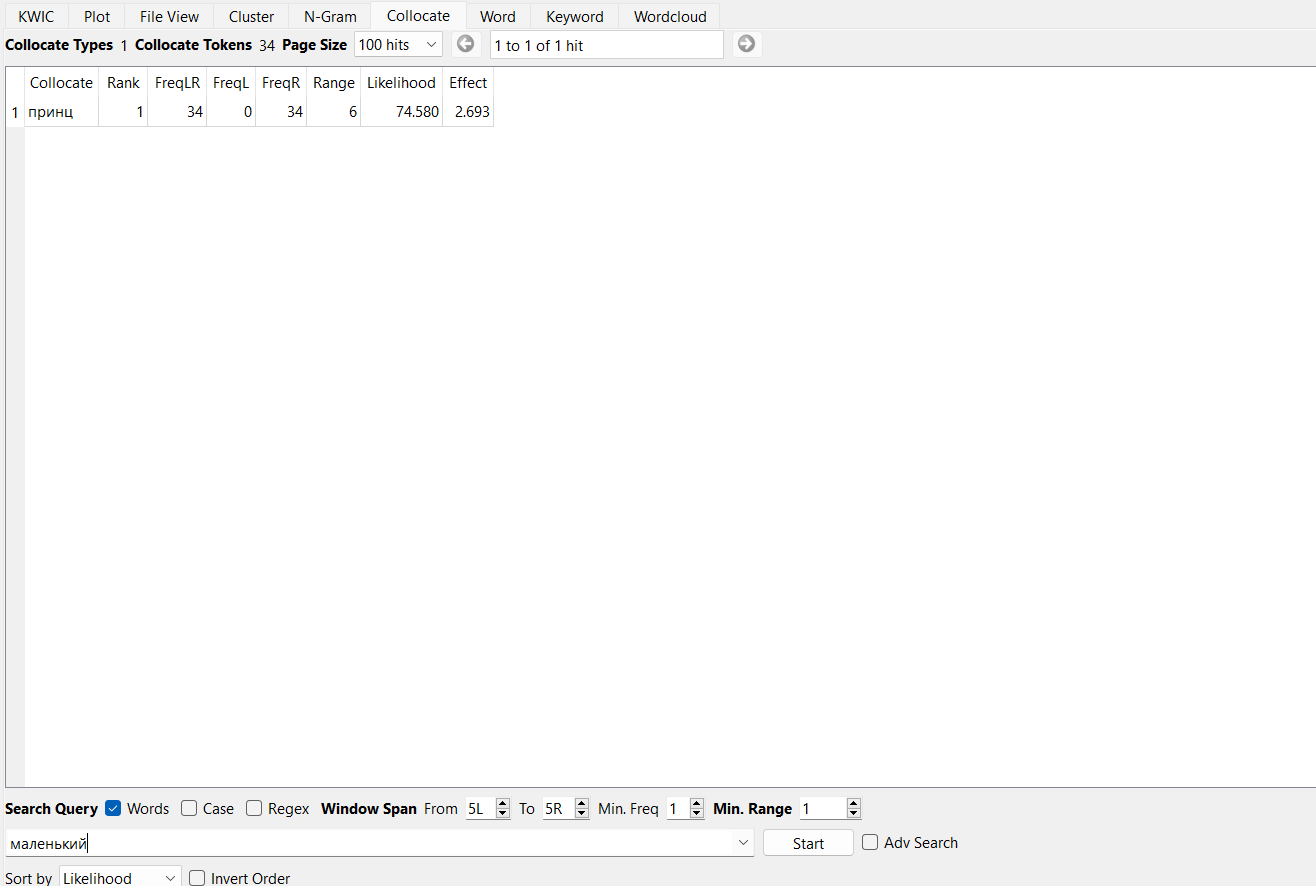 KWIC Plot File View Cluster N-Gram Collocate Word Keyword Wordcloud
Collocate Types 1 Collocate Tokens 34 Page Size 100 hits 1 to 1 of 1 hit
Collocate Rank FreqLR FreqL FreqR Range Likelihood Effect
1 принц 1 34 0 34 6 74.580 2.693
Search Query Words Case Regex Window Span From 5L To 5R Min. Freq 1 Min. Range 1
маленький Start Adv Search
Sort by Likelihood Invert Order